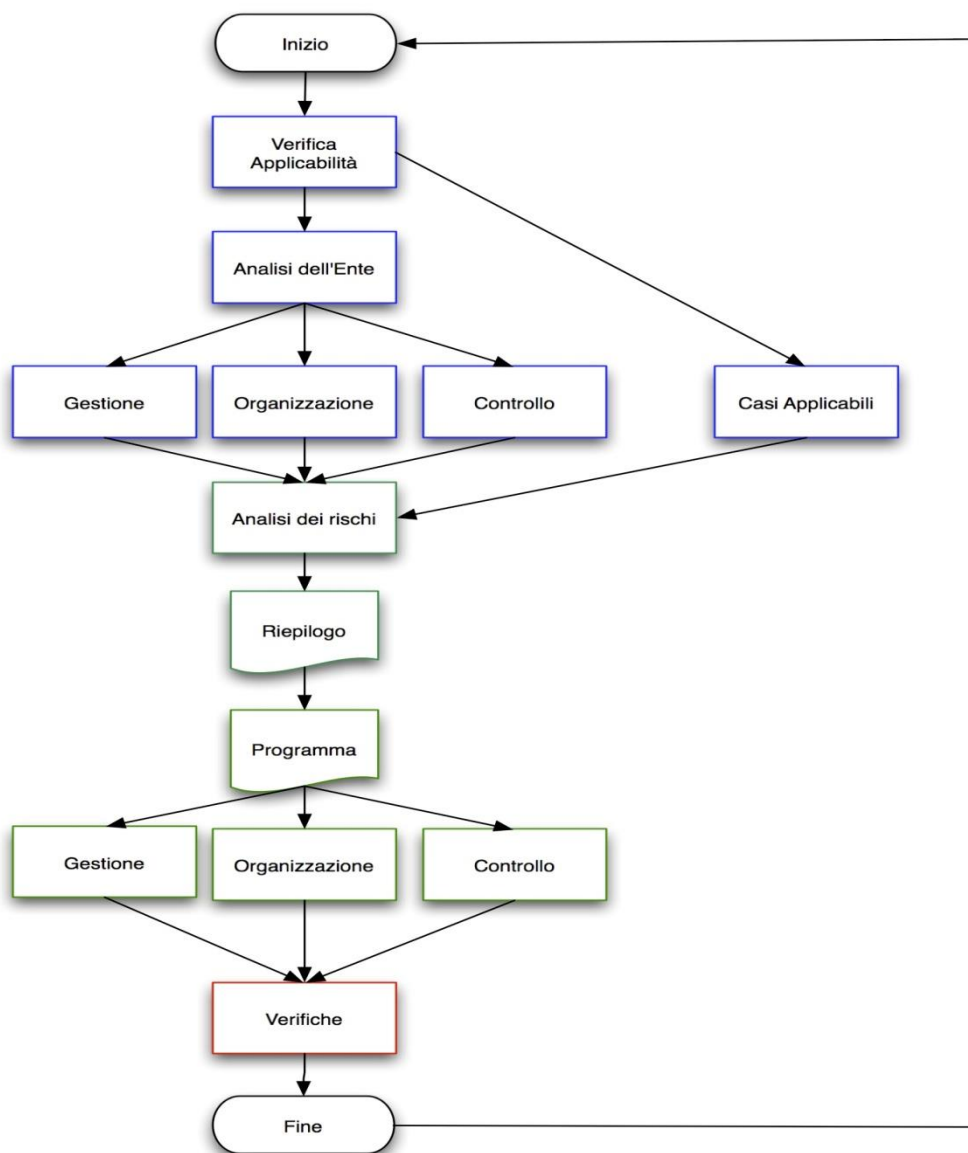 Inizio
Verifica
Applicabilità
Analisi dell'Ente
Gestione
Organizzazione
Controllo
Casi Applicabili
Analisi dei rischi
Riepilogo
Programma
Gestione
Organizzazione
Controllo
Verifiche
Fine